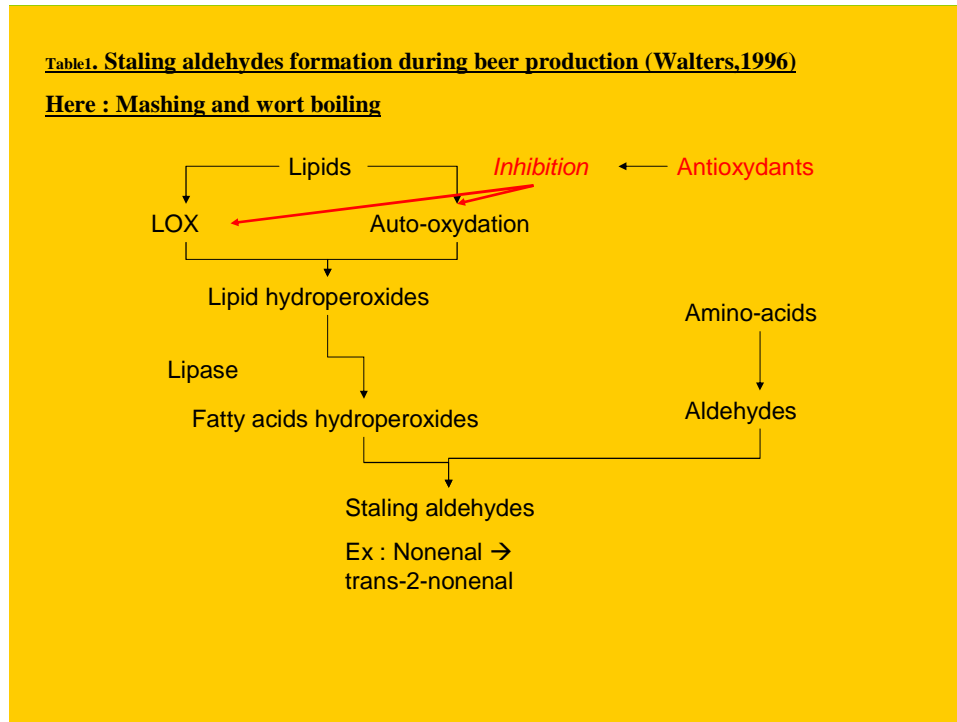 Table1. Staling aldehydes formation during beer production (Walters,1996)
Here : Mashing and wort boiling
Lipids
Inhibition
Antioxydants
LOX
Auto-oxydation
Lipid hydroperoxides
Amino-acids
Lipase
Fatty acids hydroperoxides
Aldehydes
Staling aldehydes
Ex : Nonenal →
trans-2-nonenal